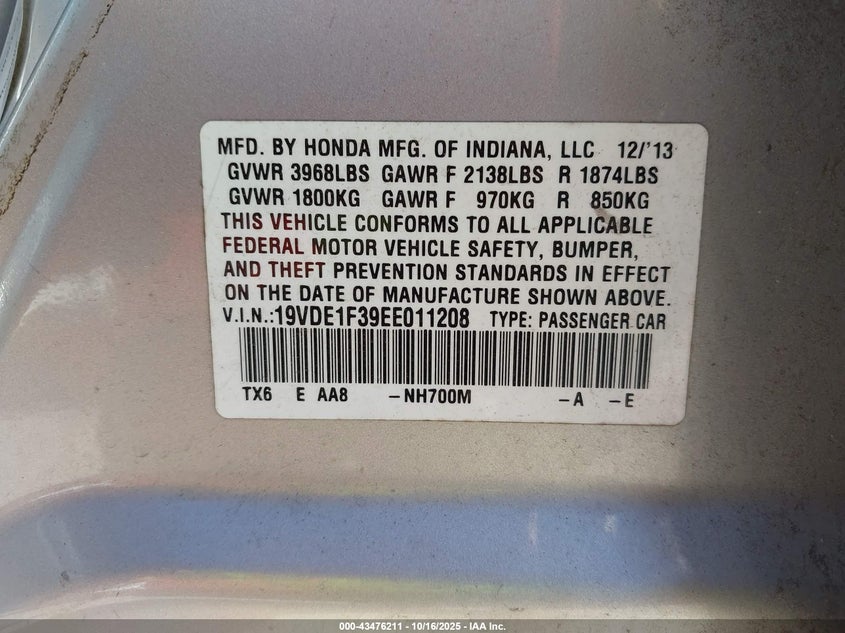 MFD. BY HONDA MFG. OF INDIANA, LLC 12/'13
GVWR 3968LBS GAWR F 2138LBS R 1874LBS
GVWR 1800KG GAWR F 970KG R 850KG
THIS VEHICLE CONFORMS TO ALL APPLICABLE
FEDERAL MOTOR VEHICLE SAFETY, BUMPER,
AND THEFT PREVENTION STANDARDS IN EFFECT
ON THE DATE OF MANUFACTURE SHOWN ABOVE.
V.I.N.:19VDE1F39EE011208 TYPE: PASSENGER CAR
TX6 E AA8 -NH700M -A -E
000-43476211 - 10/16/2025 - IAA Inc.